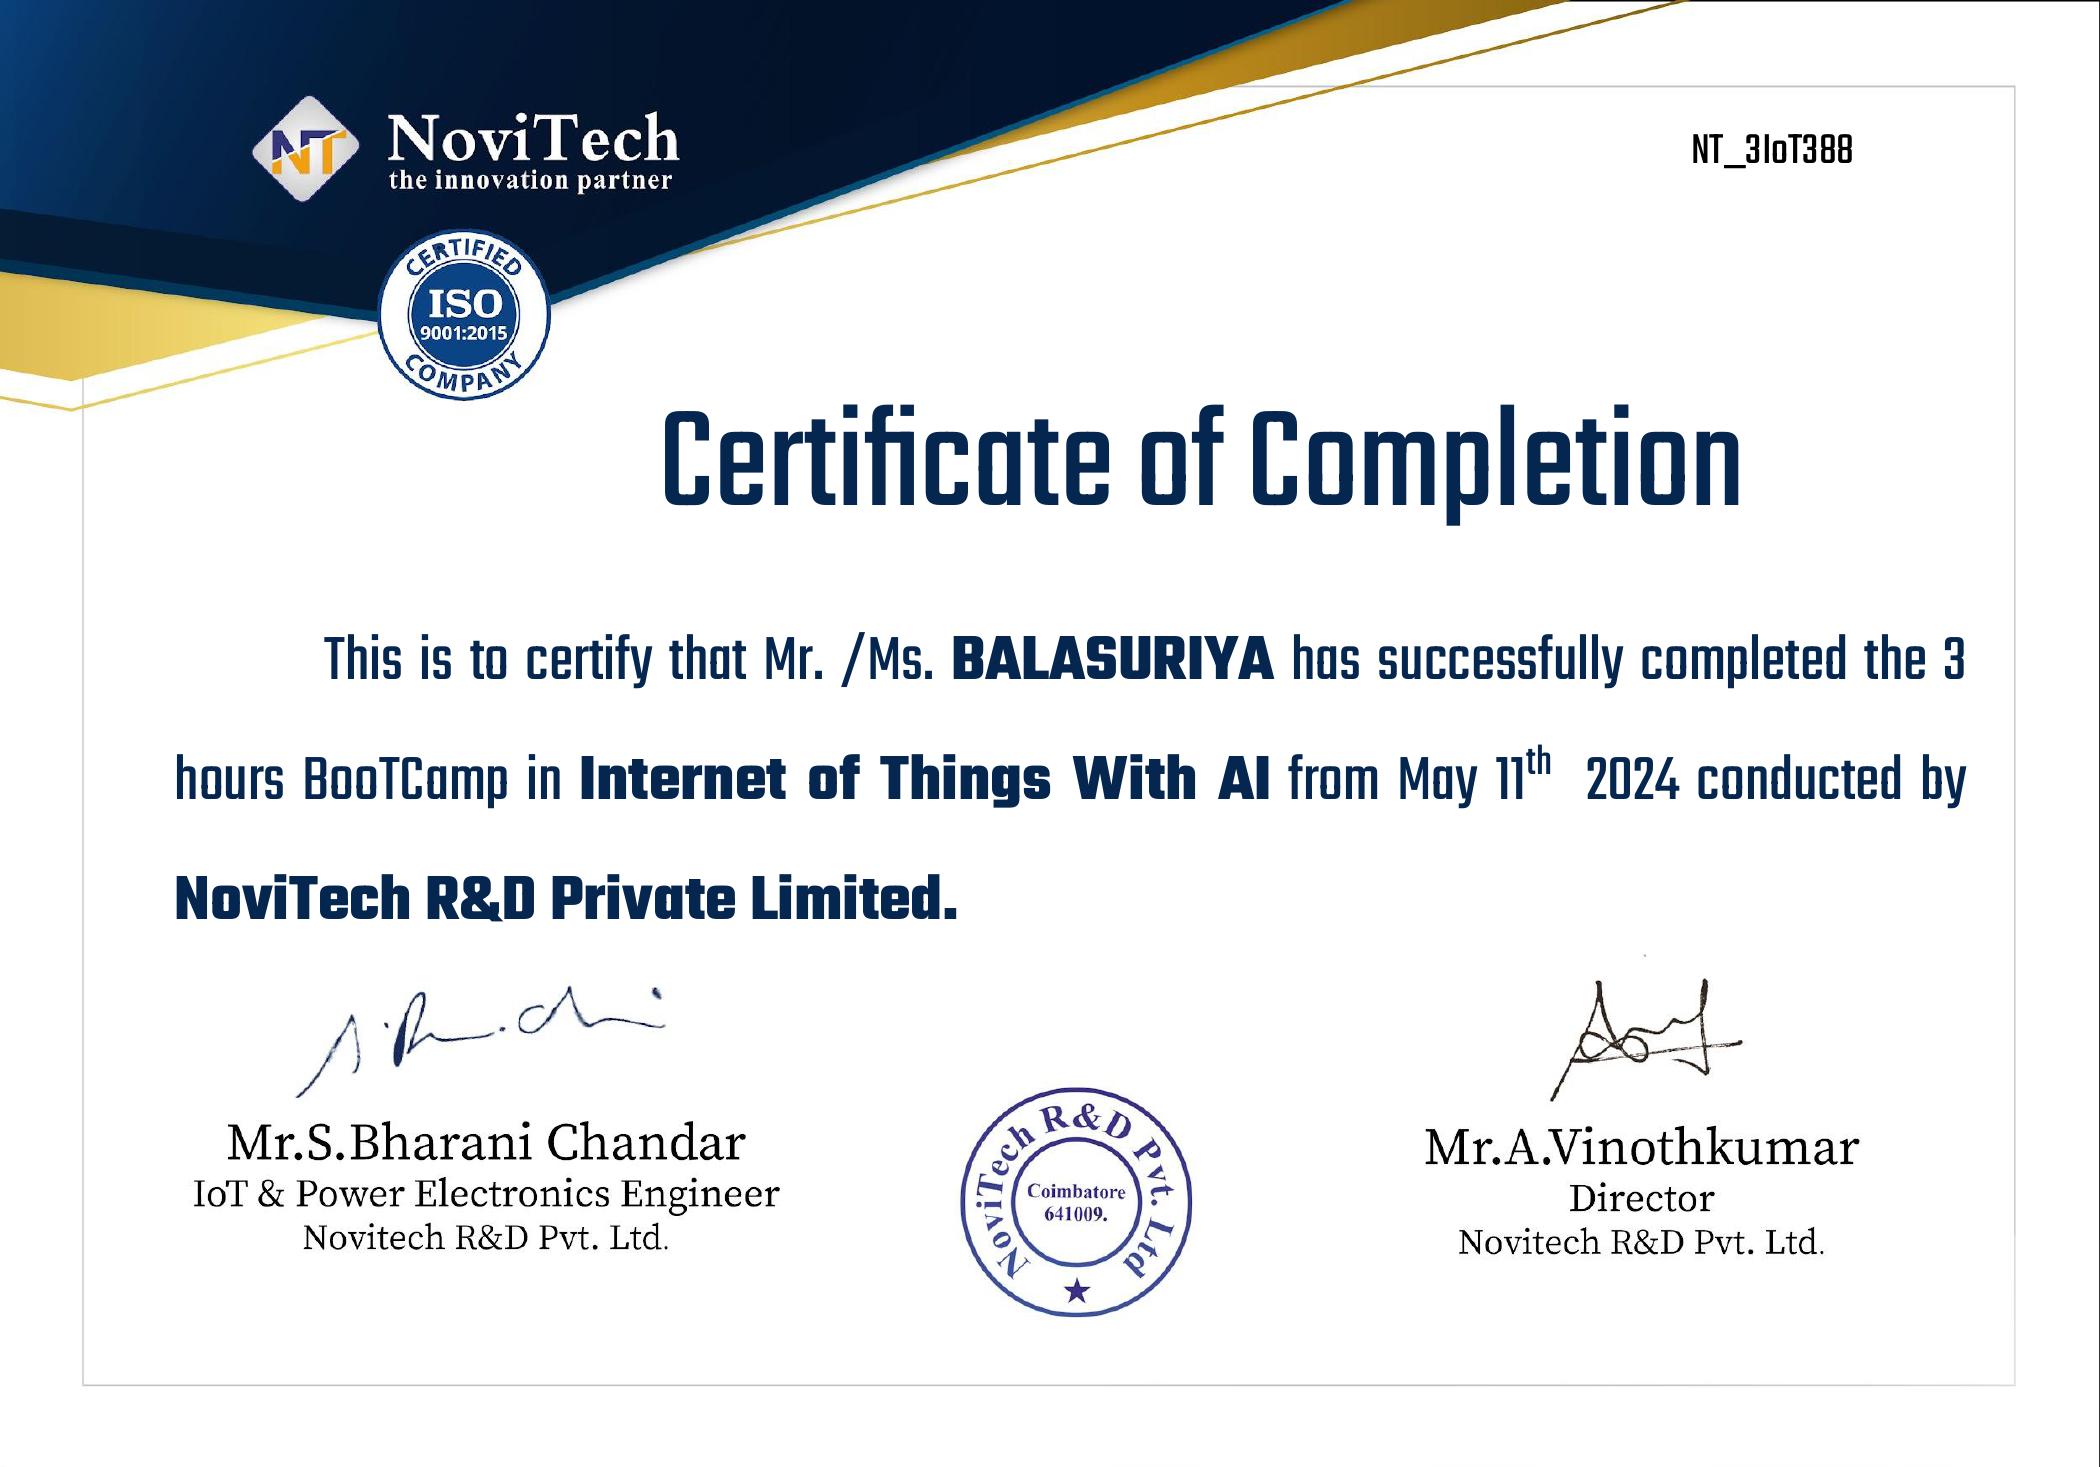 NT
NoviTech
the innovation partner
NT_3IoT388
CERTIFIED
ISO
9001:2015
COMPANY
Certificate of Completion
This is to certify that Mr. /Ms. BALASURIYA has successfully completed the 3
hours BooTCamp in Internet of Things With AI from May 11th 2024 conducted by
NoviTech R&D Private Limited.
Mr.S.Bharani Chandar
IoT & Power Electronics Engineer
Novitech R&D Pvt. Ltd.
NoviTech R&D Pvt. Ltd
Coimbatore
641009.
Mr.A.Vinothkumar
Director
Novitech R&D Pvt. Ltd.